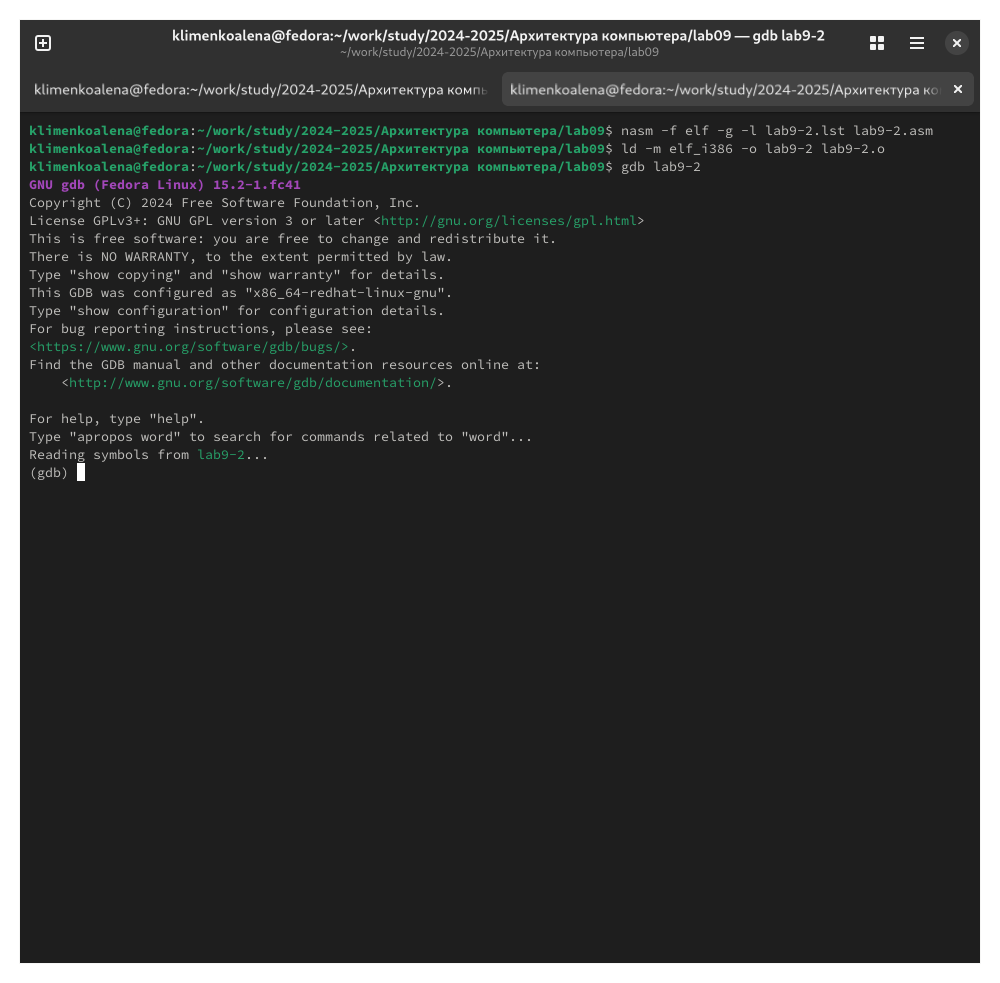 klimenkoalena@fedora:~/work/study/2024-2025/Архитектура компьютера/lab09 — gdb lab9-2
~/work/study/2024-2025/Архитектура компьютера/lab09
klimenkoalena@fedora:~/work/study/2024-2025/Архитектура комп
klimenkoalena@fedora:~/work/study/2024-2025/Архитектура ко
klimenkoalena@fedora:~/work/study/2024-2025/Архитектура компьютера/lab09$ nasm -f elf -g -l lab9-2.lst lab9-2.asm
klimenkoalena@fedora:~/work/study/2024-2025/Архитектура компьютера/lab09$ ld -m elf_i386 -o lab9-2 lab9-2.o
klimenkoalena@fedora:~/work/study/2024-2025/Архитектура компьютера/lab09$ gdb lab9-2
GNU gdb (Fedora Linux) 15.2-1.fc41
Copyright (C) 2024 Free Software Foundation, Inc.
License GPLv3+: GNU GPL version 3 or later <http://gnu.org/licenses/gpl.html>
This is free software: you are free to change and redistribute it.
There is NO WARRANTY, to the extent permitted by law.
Type "show copying" and "show warranty" for details.
This GDB was configured as "x86_64-redhat-linux-gnu".
Type "show configuration" for configuration details.
For bug reporting instructions, please see:
<https://www.gnu.org/software/gdb/bugs/>.
Find the GDB manual and other documentation resources online at:
    <http://www.gnu.org/software/gdb/documentation/>.
For help, type "help".
Type "apropos word" to search for commands related to "word"...
Reading symbols from lab9-2...
(gdb)